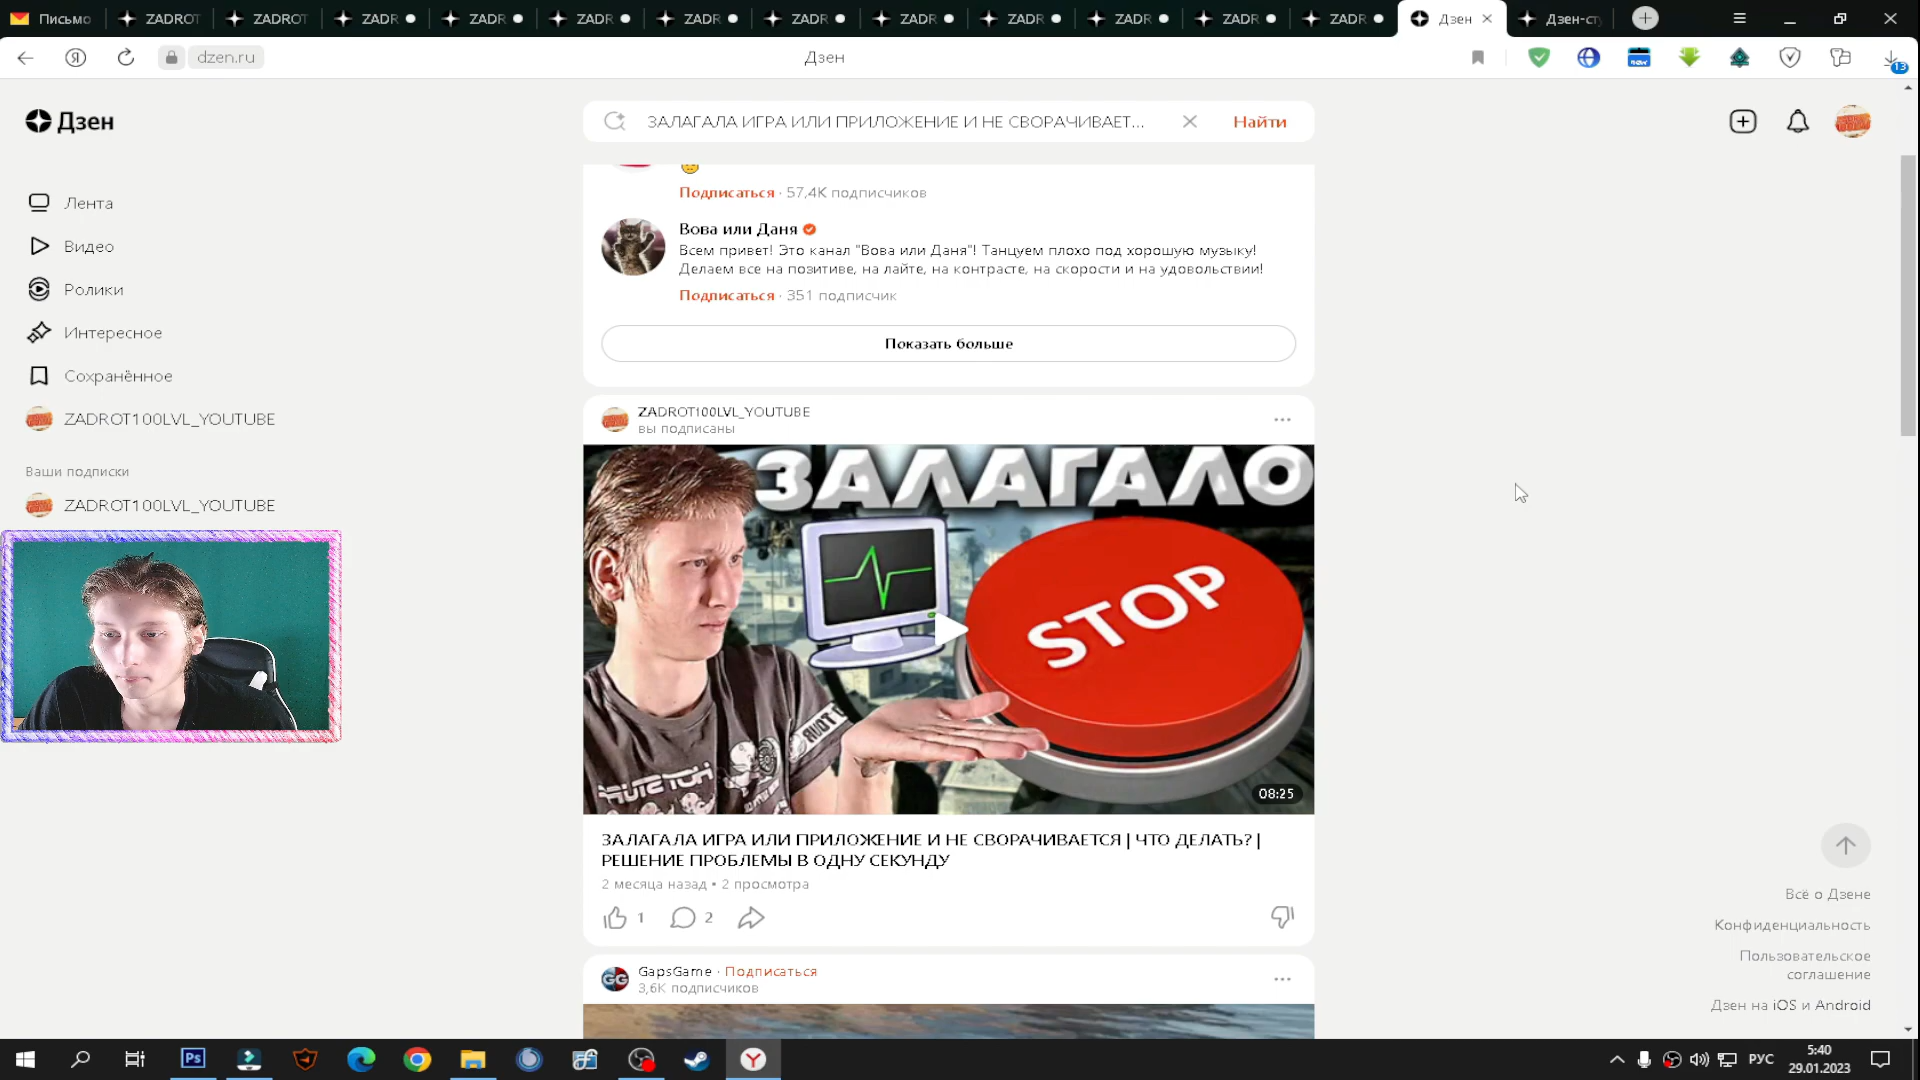 Письмо
ZADROT
ZADROT
ZADR
ZADR
ZADR
ZADR
ZADR
ZADR
ZADR
ZADR
ZADR
ZADR
Дзен
Дзен-ст
dzen.ru
Дзен
new
13
Дзен
ЗАЛАГАЛА ИГРА ИЛИ ПРИЛОЖЕНИЕ И НЕ СВОРАЧИВАЕТ...
Найти
Лента
Видео
Ролики
Интересное
Сохранённое
ZADROT100LVL_YOUTUBE
Ваши подписки
ZADROT100LVL_YOUTUBE
Подписаться · 57,4K подписчиков
Вова или Даня
Всем привет! Это канал "Вова или Даня"! Танцуем плохо под хорошую музыку!
Делаем все на позитиве, на лайте, на контрасте, на скорости и на удовольствии!
Подписаться · 351 подписчик
Показать больше
ZADROT100LVL_YOUTUBE
вы подписаны
ЗАЛАГАЛО
STOP
08:25
ЗАЛАГАЛА ИГРА ИЛИ ПРИЛОЖЕНИЕ И НЕ СВОРАЧИВАЕТСЯ | ЧТО ДЕЛАТЬ? |
РЕШЕНИЕ ПРОБЛЕМЫ В ОДНУ СЕКУНДУ
2 месяца назад • 2 просмотра
1
2
GapsGame · Подписаться
3,6K подписчиков
Всё о Дзене
Конфиденциальность
Пользовательское
соглашение
Дзен на iOS и Android
Ps
РУС
5:40
29.01.2023